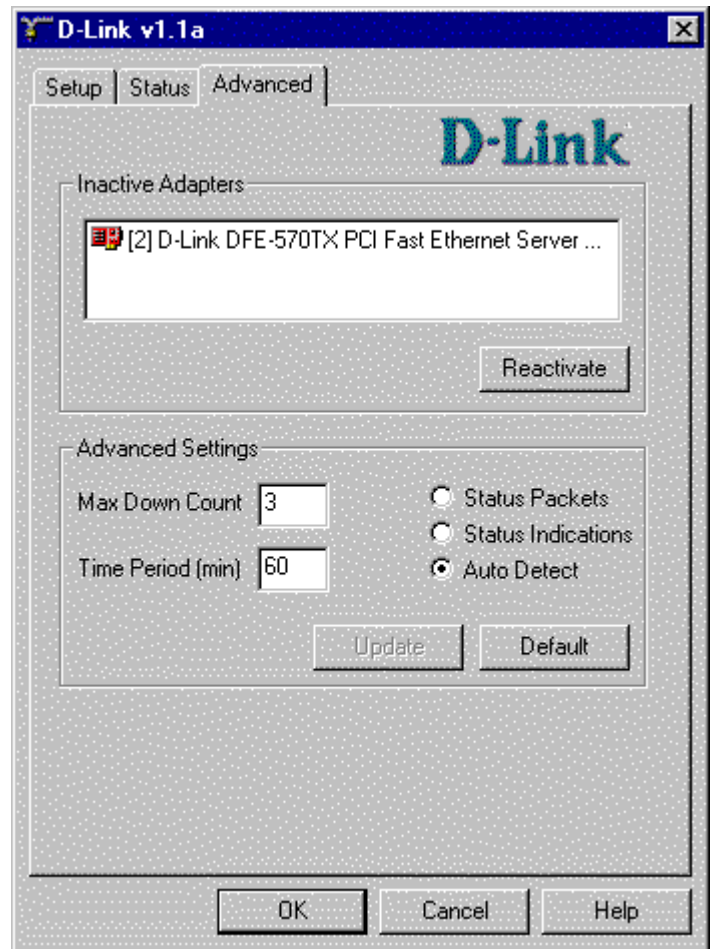 D-Link v1.1a
Setup
Status
Advanced
D-Link
Inactive Adapters
[2] D-Link DFE-570TX PCI Fast Ethernet Server ...
Reactivate
Advanced Settings
Max Down Count 3
Status Packets
Status Indications
Time Period (min) 60
Auto Detect
Update
Default
OK
Cancel
Help